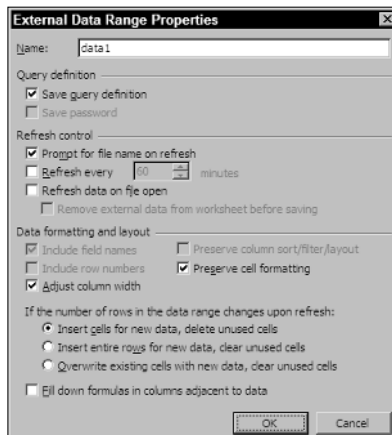 External Data Range Properties
Name: data1
Query definition
Save query definition
Save password
Refresh control
Prompt for file name on refresh
Refresh every 60 minutes
Refresh data on file open
Remove external data from worksheet before saving
Data formatting and layout
Include field names Preserve column sort/filter/layout
Include row numbers Preserve cell formatting
Adjust column width
If the number of rows in the data range changes upon refresh:
Insert cells for new data, delete unused cells
Insert entire rows for new data, clear unused cells
Overwrite existing cells with new data, clear unused cells
Fill down formulas in columns adjacent to data
OK Cancel